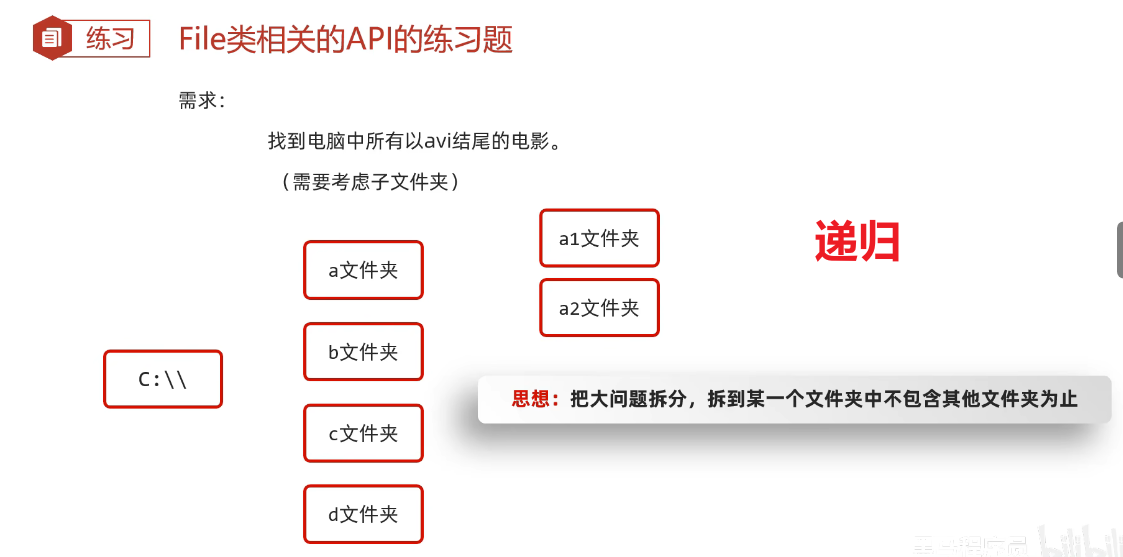 练习
File类相关的API的练习题
需求：
找到电脑中所有以avi结尾的电影。
（需要考虑子文件夹）
a1文件夹
递归
a文件夹
a2文件夹
b文件夹
C:\\
思想：把大问题拆分，拆到某一个文件夹中不包含其他文件夹为止
c文件夹
d文件夹
bilibili